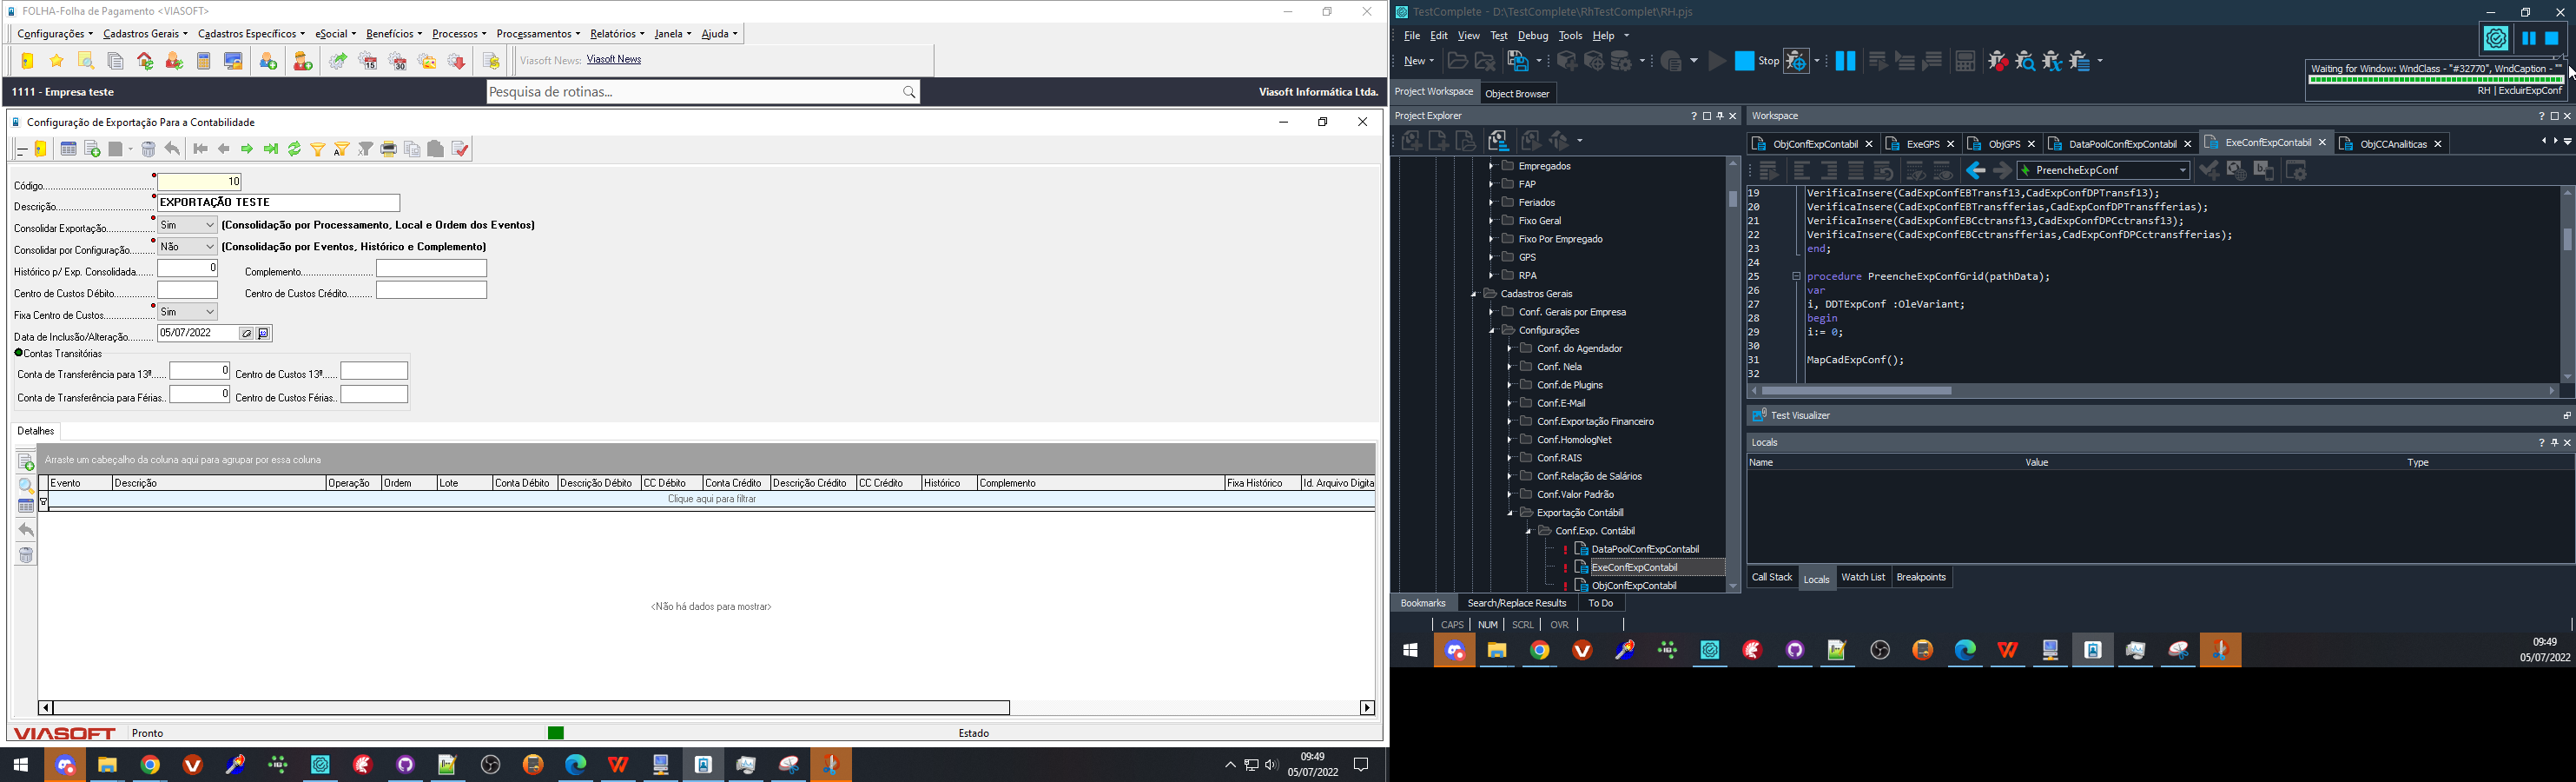 FOLHA-Folha de Pagamento <VIASOFT>
Configurações Cadastros Gerais Cadastros Específicos eSocial Benefícios Processos Processamentos Relatórios Janela Ajuda
Viasoft News: Viasoft News
1111 - Empresa teste
Pesquisa de rotinas...
Viasoft Informática Ltda.
Configuração de Exportação Para a Contabilidade
Código 10
Descrição EXPORTAÇÃO TESTE
Consolidar Exportação Sim (Consolidação por Processamento, Local e Ordem dos Eventos)
Consolidar por Configuração Não (Consolidação por Eventos, Histórico e Complemento)
Histórico p/ Exp. Consolidada 0 Complemento
Centro de Custos Débito Centro de Custos Crédito
Fixa Centro de Custos Sim
Data de Inclusão/Alteração 05/07/2022
Contas Transitórias
Conta de Transferência para 13º 0 Centro de Custos 13º
Conta de Transferência para Férias.. 0 Centro de Custos Férias..
Detalhes
Arraste um cabeçalho da coluna aqui para agrupar por essa coluna
Evento Descrição Operação Ordem Lote Conta Débito Descrição Débito CC Débito Conta Crédito Descrição Crédito CC Crédito Histórico Complemento Fixa Histórico Id. Arquivo Digita
Clique aqui para filtrar
<Não há dados para mostrar>
VIASOFT Pronto Estado
09:49
05/07/2022
TestComplete - D:\TestComplete\RhTestComplet\RH.pjs
File Edit View Test Debug Tools Help
New Stop
Waiting for Window: WndClass - "#32770", WndCaption - ""
RH | ExcluirExpConf
Project Workspace Object Browser
Project Explorer
Empregados
FAP
Feriados
Fixo Geral
Fixo Por Empregado
GPS
RPA
Cadastros Gerais
Conf. Gerais por Empresa
Configurações
Conf. do Agendador
Conf. Nela
Conf.de Plugins
Conf.E-Mail
Conf.Exportação Financeiro
Conf.HomologNet
Conf.RAIS
Conf.Relação de Salários
Conf.Valor Padrão
Exportação Contábill
Conf.Exp. Contábil
DataPoolConfExpContabil
ExeConfExpContabil
ObjConfExpContabil
Bookmarks Search/Replace Results To Do
CAPS NUM SCRL OVR
Workspace
ObjConfExpContabil ExeGPS ObjGPS DataPoolConfExpContabil ExeConfExpContabil ObjCCAnaliticas
PreencheExpConf
19 VerificaInsere(CadExpConfEBTransf13,CadExpConfDPTransf13);
20 VerificaInsere(CadExpConfEBTransfferias,CadExpConfDPTransfferias);
21 VerificaInsere(CadExpConfEBCctransf13,CadExpConfDPCctransf13);
22 VerificaInsere(CadExpConfEBCctransfferias,CadExpConfDPCctransfferias);
23 end;
24
25 procedure PreencheExpConfGrid(pathData);
26 var
27 i, DDTExpConf :OleVariant;
28 begin
29 i:= 0;
30
31 MapCadExpConf();
32
Test Visualizer
Locals
Name Value Type
Call Stack Locals Watch List Breakpoints
09:49
05/07/2022